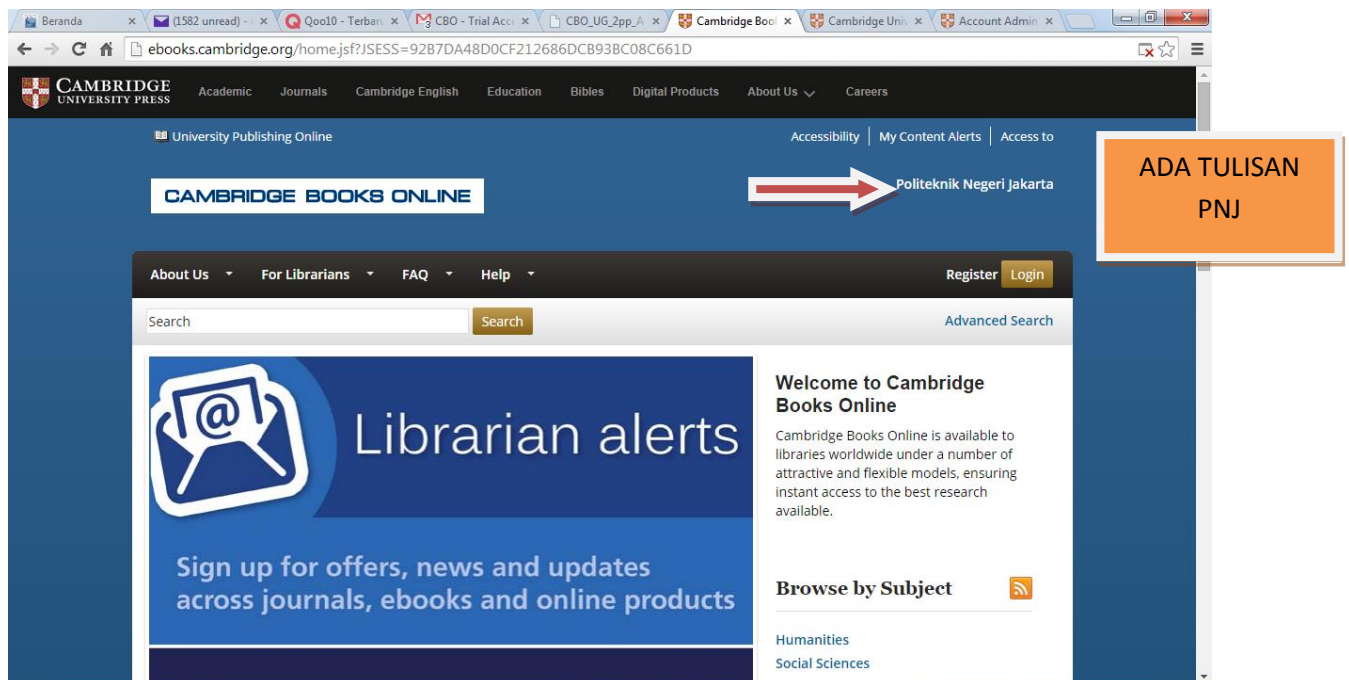 Beranda
(1582 unread) -
Qoo10 - Terban
CBO - Trial Acce
CBO_UG_2pp_A
Cambridge Bool
Cambridge Univ
Account Admin
ebooks.cambridge.org/home.jsf?JSESS=92B7DA48D0CF212686DCB93BC08C661D
CAMBRIDGE
UNIVERSITY PRESS
Academic Journals Cambridge English Education Bibles Digital Products About Us Careers
University Publishing Online
Accessibility | My Content Alerts | Access to
CAMBRIDGE BOOKS ONLINE
Politeknik Negeri Jakarta
ADA TULISAN
PNJ
About Us For Librarians FAQ Help Register Login
Search Search Advanced Search
@
Librarian alerts
Sign up for offers, news and updates
across journals, ebooks and online products
Welcome to Cambridge
Books Online
Cambridge Books Online is available to
libraries worldwide under a number of
attractive and flexible models, ensuring
instant access to the best research
available.
Browse by Subject
Humanities
Social Sciences